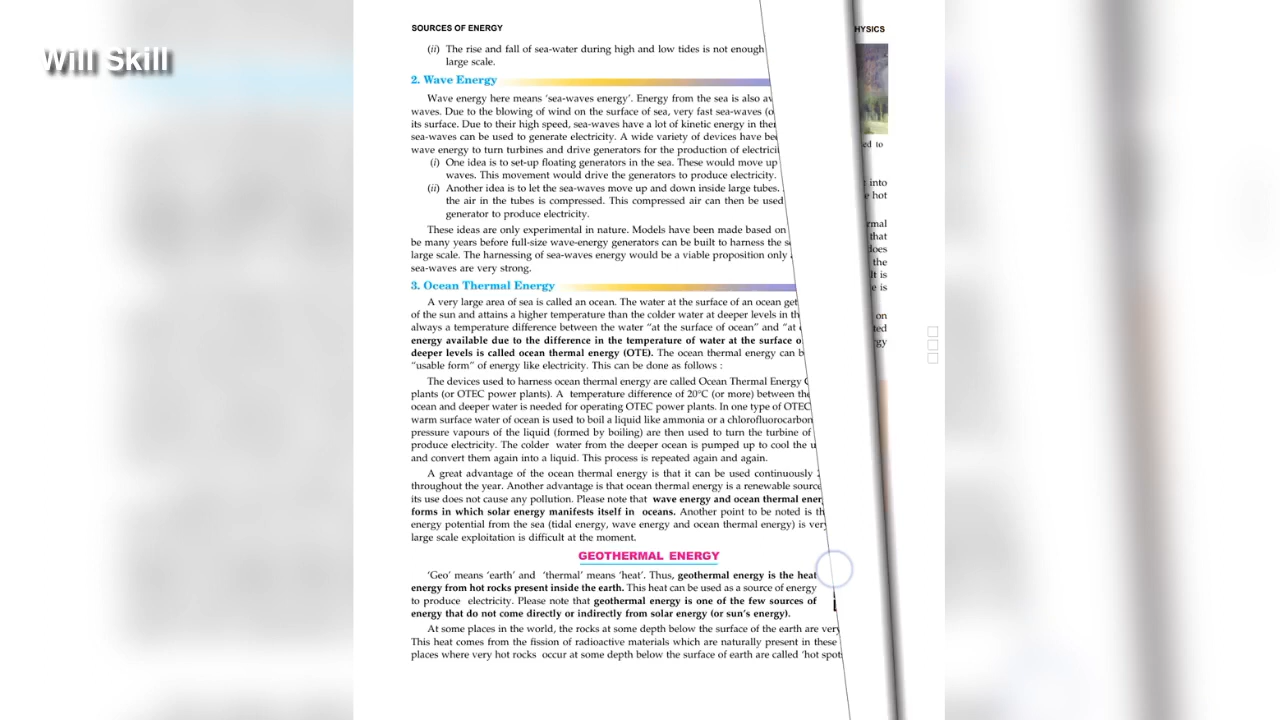 Will Skill
SOURCES OF ENERGY
HYSICS
(ii) The rise and fall of sea-water during high and low tides is not enough
large scale.
2. Wave Energy
Wave energy here means ‘sea-waves energy’. Energy from the sea is also
waves. Due to the blowing of wind on the surface of sea, very fast sea-waves
its surface. Due to their high speed, sea-waves have a lot of kinetic energy in
sea-waves can be used to generate electricity. A wide variety of devices have
wave energy to turn turbines and drive generators for the production of
(i) One idea is to set-up floating generators in the sea. These would move up
waves. This movement would drive the generators to produce electricity.
(ii) Another idea is to let the sea-waves move up and down inside large tubes.
the air in the tubes is compressed. This compressed air can then be used
generator to produce electricity.
These ideas are only experimental in nature. Models have been made based on
be many years before full-size wave-energy generators can be built to harness the
large scale. The harnessing of sea-waves energy would be a viable proposition only
sea-waves are very strong.
3. Ocean Thermal Energy
A very large area of sea is called an ocean. The water at the surface of an ocean
of the sun and attains a higher temperature than the colder water at deeper levels in
always a temperature difference between the water “at the surface of ocean” and “at
energy available due to the difference in the temperature of water at the surface
deeper levels is called ocean thermal energy (OTE). The ocean thermal energy can
“usable form” of energy like electricity. This can be done as follows :
The devices used to harness ocean thermal energy are called Ocean Thermal Energy
plants (or OTEC power plants). A temperature difference of 20°C (or more) between the
ocean and deeper water is needed for operating OTEC power plants. In one type of OTEC
warm surface water of ocean is used to boil a liquid like ammonia or a chlorofluorocarbon
pressure vapours of the liquid (formed by boiling) are then used to turn the turbine of
produce electricity. The colder water from the deeper ocean is pumped up to cool the
and convert them again into a liquid. This process is repeated again and again.
A great advantage of the ocean thermal energy is that it can be used continuously
throughout the year. Another advantage is that ocean thermal energy is a renewable source
its use does not cause any pollution. Please note that wave energy and ocean thermal
forms in which solar energy manifests itself in oceans. Another point to be noted is
energy potential from the sea (tidal energy, wave energy and ocean thermal energy) is very
large scale exploitation is difficult at the moment.
GEOTHERMAL ENERGY
‘Geo’ means ‘earth’ and ‘thermal’ means ‘heat’. Thus, geothermal energy is the heat
energy from hot rocks present inside the earth. This heat can be used as a source of energy
to produce electricity. Please note that geothermal energy is one of the few sources of
energy that do not come directly or indirectly from solar energy (or sun’s energy).
At some places in the world, the rocks at some depth below the surface of the earth are very
This heat comes from the fission of radioactive materials which are naturally present in these
places where very hot rocks occur at some depth below the surface of earth are called ‘hot
ed to
into
hot
rmal
that
does
the
It is
e is
on
ted
rgy